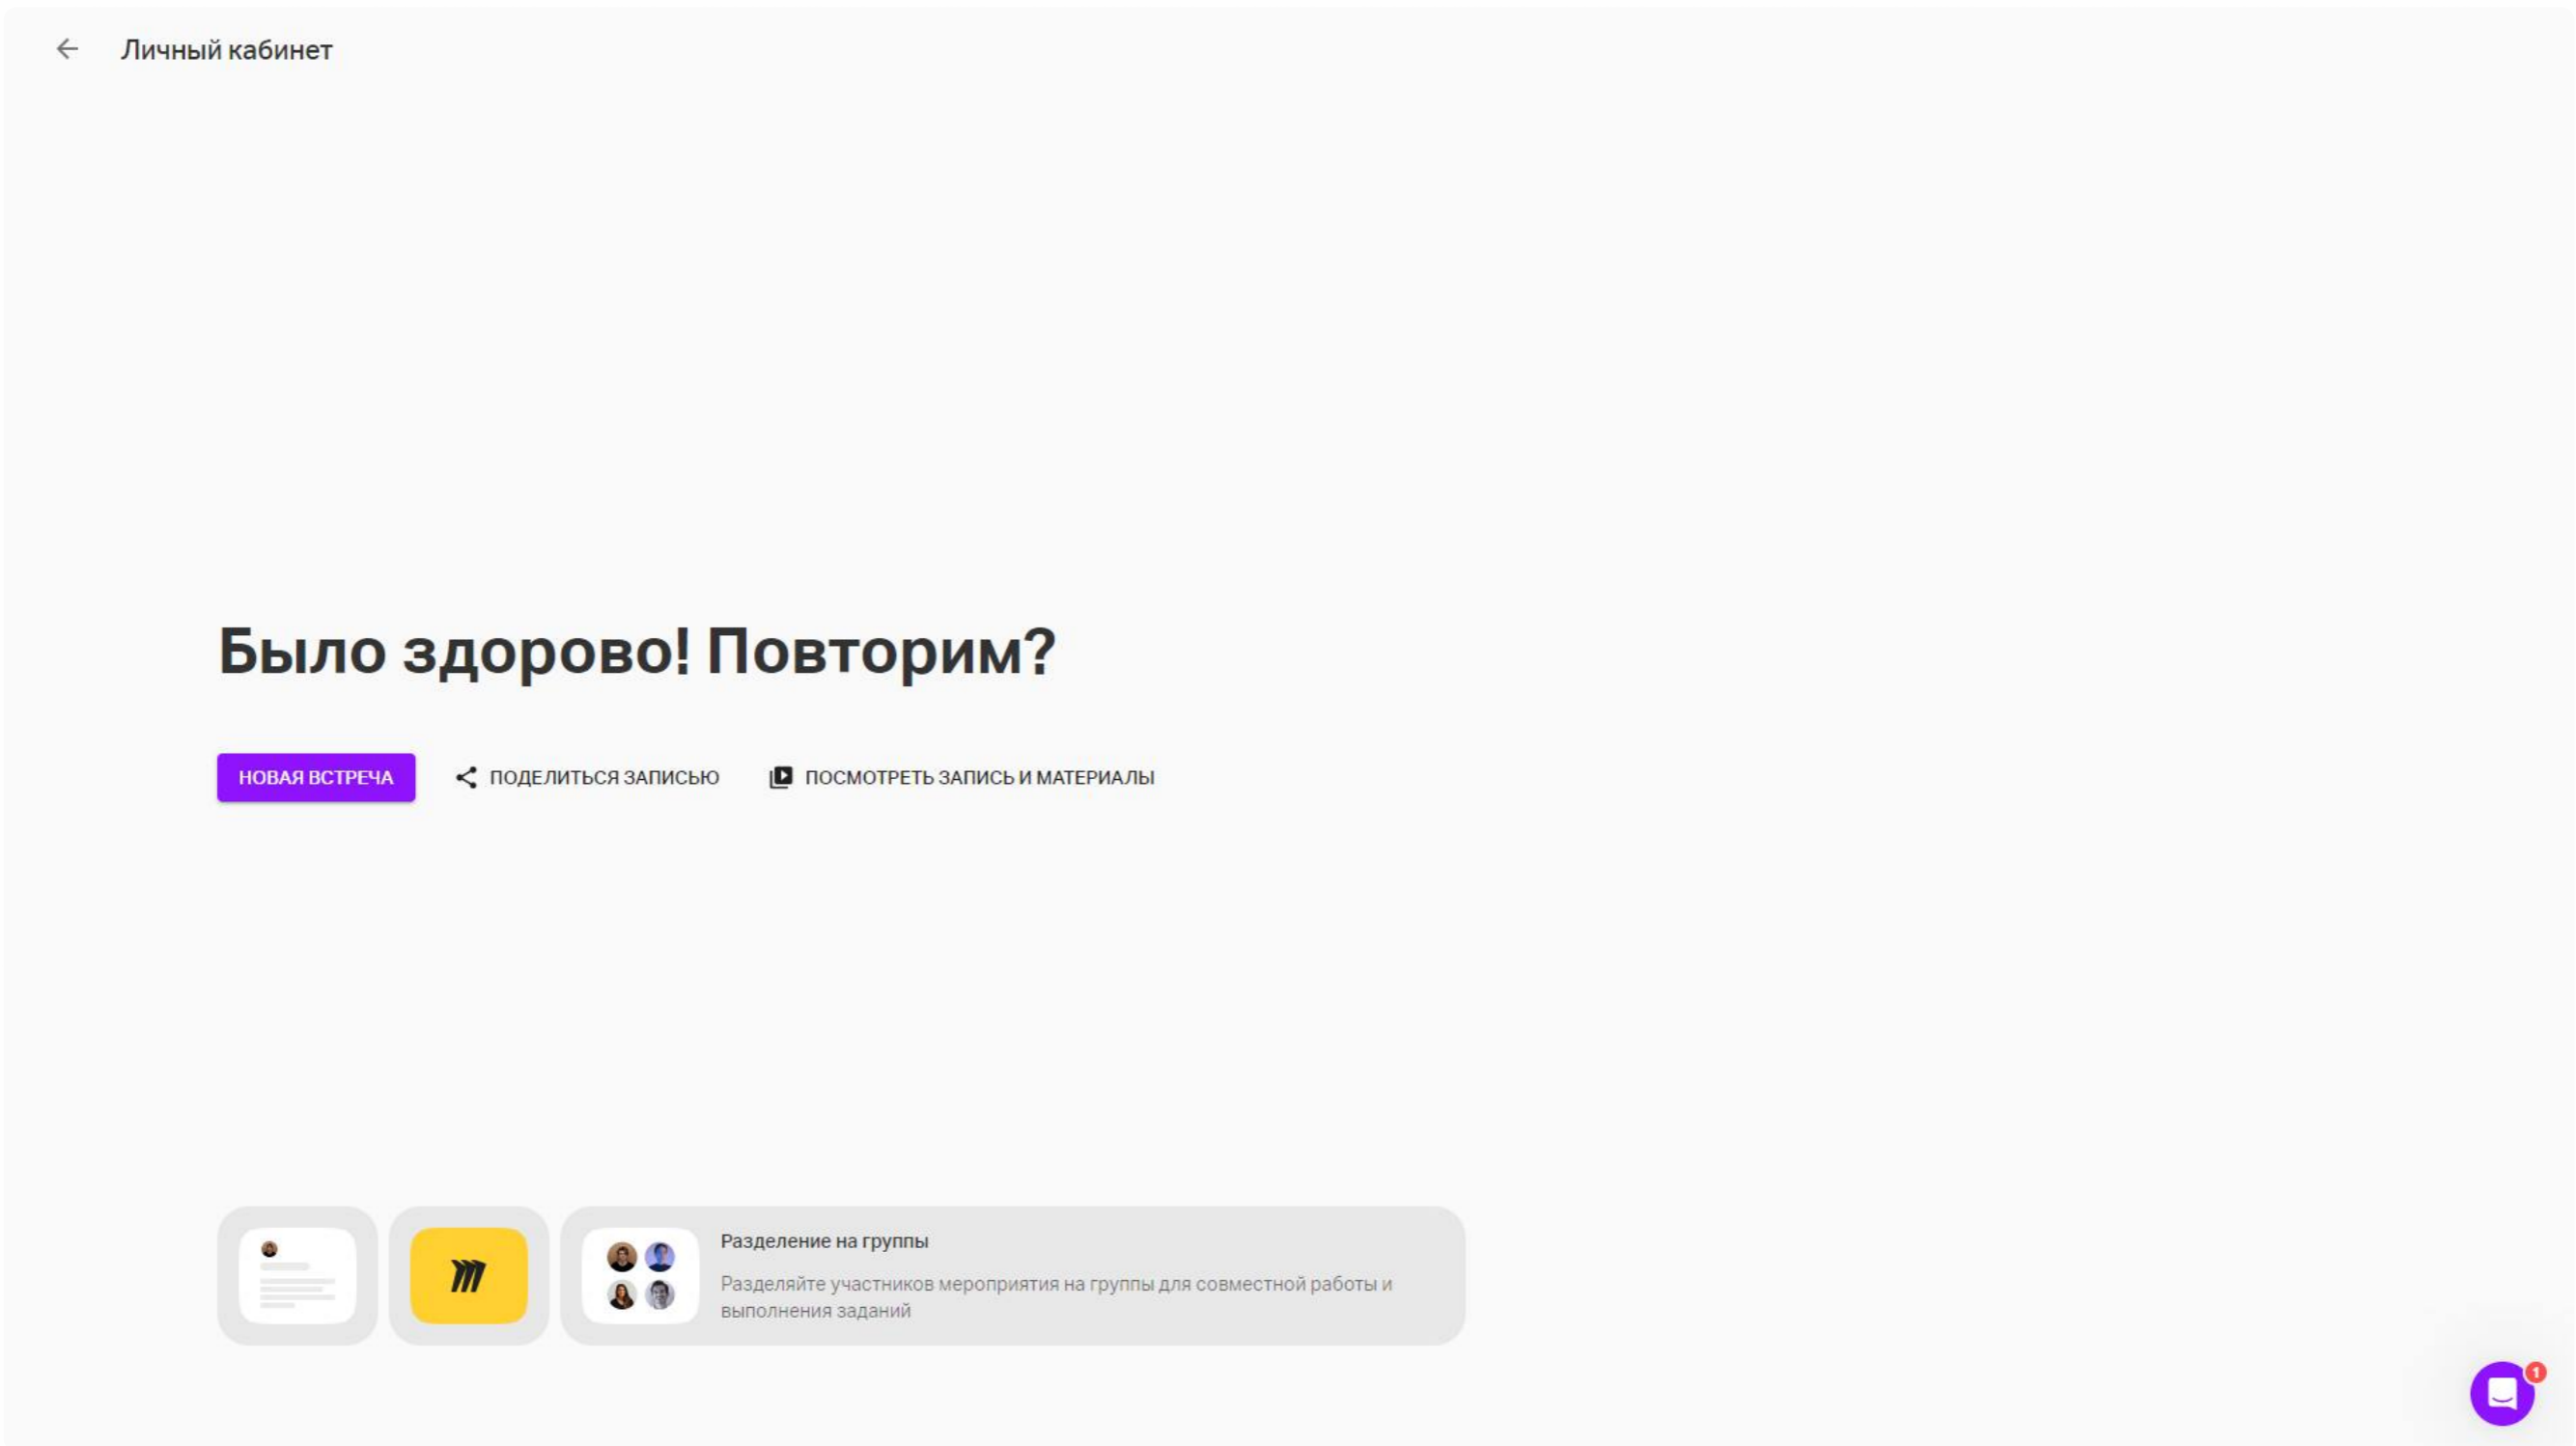 Личный кабинет
Было здорово! Повторим?
НОВАЯ ВСТРЕЧА
ПОДЕЛИТЬСЯ ЗАПИСЬЮ
ПОСМОТРЕТЬ ЗАПИСЬ И МАТЕРИАЛЫ
Разделение на группы
Разделяйте участников мероприятия на группы для совместной работы и
выполнения заданий
1